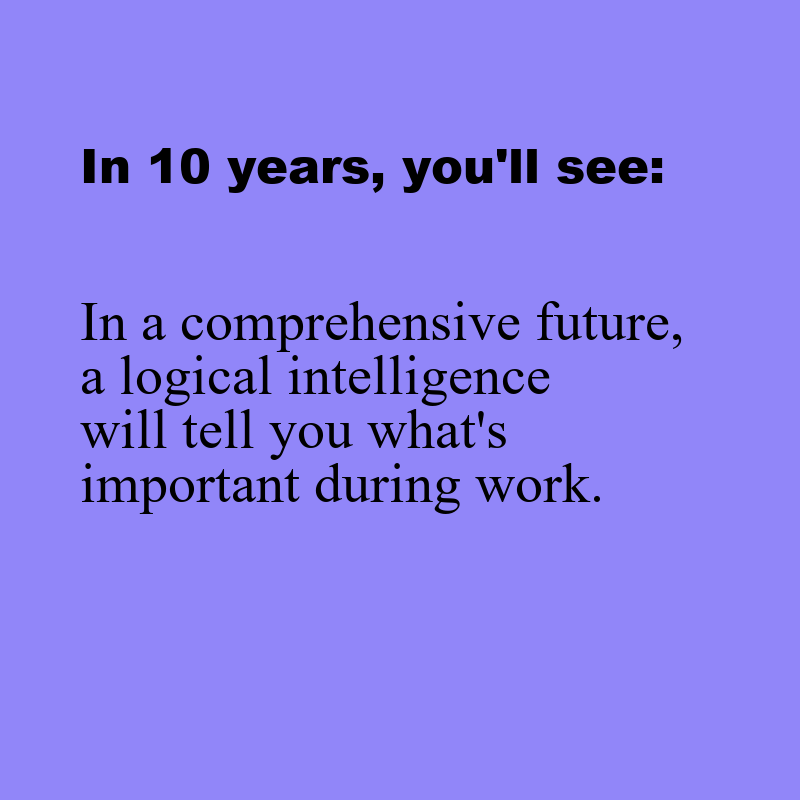 In 10 years, you'll see:
In a comprehensive future,
a logical intelligence
will tell you what's
important during work.